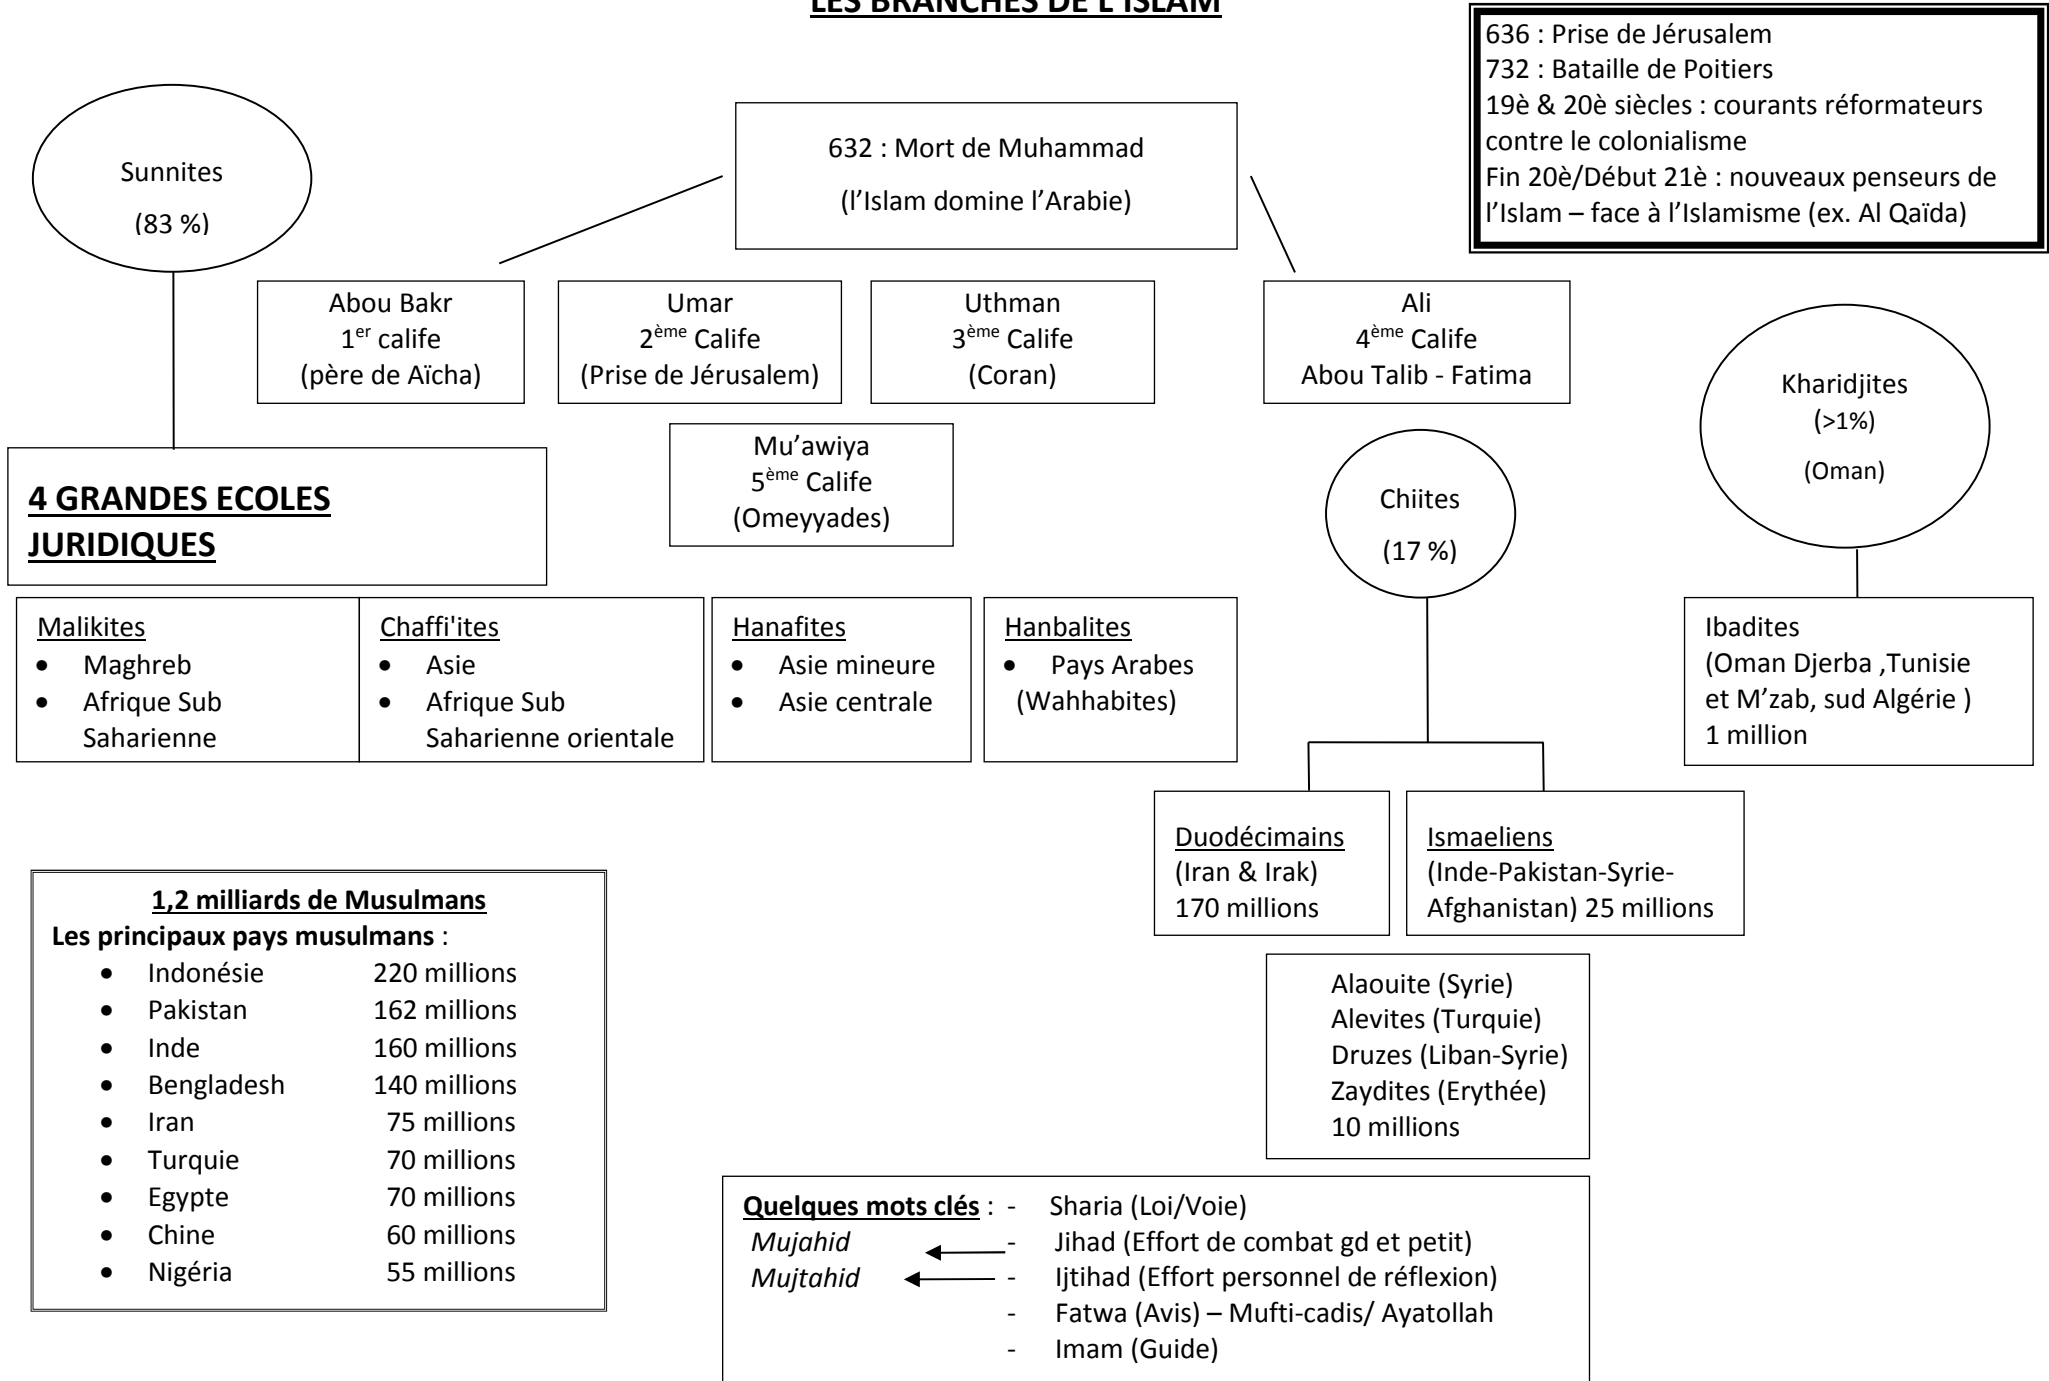 LES BRANCHES DE L'ISLAM
636 : Prise de Jérusalem
732 : Bataille de Poitiers
19è & 20è siècles : courants réformateurs
contre le colonialisme
Fin 20è/Début 21è : nouveaux penseurs de
l’Islam – face à l’Islamisme (ex. Al Qaïda)
Sunnites
(83 %)
632 : Mort de Muhammad
(l’Islam domine l’Arabie)
Abou Bakr
1er calife
(père de Aïcha)
Umar
2ème Calife
(Prise de Jérusalem)
Uthman
3ème Calife
(Coran)
Ali
4ème Calife
Abou Talib - Fatima
Kharidjites
(>1%)
(Oman)
Mu’awiya
5ème Calife
(Omeyyades)
Chiites
(17 %)
4 GRANDES ECOLES
JURIDIQUES
Malikites
• Maghreb
• Afrique Sub
Saharienne
Chaffi'ites
• Asie
• Afrique Sub
Saharienne orientale
Hanafites
• Asie mineure
• Asie centrale
Hanbalites
• Pays Arabes
(Wahhabites)
Ibadites
(Oman Djerba ,Tunisie
et M’zab, sud Algérie )
1 million
Duodécimains
(Iran & Irak)
170 millions
Ismaeliens
(Inde-Pakistan-Syrie-
Afghanistan) 25 millions
Alaouite (Syrie)
Alevites (Turquie)
Druzes (Liban-Syrie)
Zaydites (Erythée)
10 millions
1,2 milliards de Musulmans
Les principaux pays musulmans :
• Indonésie 220 millions
• Pakistan 162 millions
• Inde 160 millions
• Bengladesh 140 millions
• Iran 75 millions
• Turquie 70 millions
• Egypte 70 millions
• Chine 60 millions
• Nigéria 55 millions
Quelques mots clés : - Sharia (Loi/Voie)
Mujahid - Jihad (Effort de combat gd et petit)
Mujtahid - Ijtihad (Effort personnel de réflexion)
- Fatwa (Avis) – Mufti-cadis/ Ayatollah
- Imam (Guide)